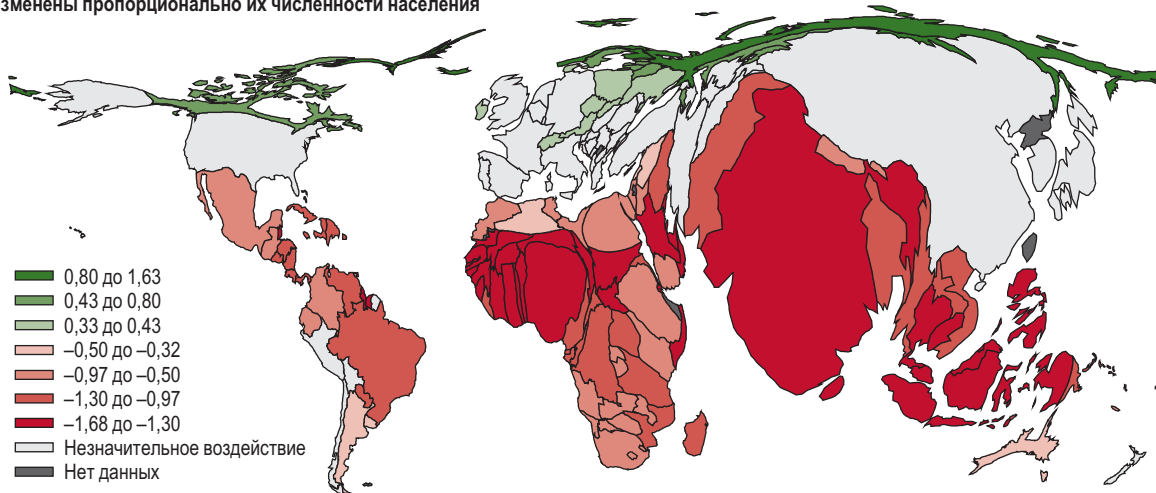 зменены пропорционально их численности населения
0,80 до 1,63
0,43 до 0,80
0,33 до 0,43
–0,50 до –0,32
–0,97 до –0,50
–1,30 до –0,97
–1,68 до –1,30
Незначительное воздействие
Нет данных